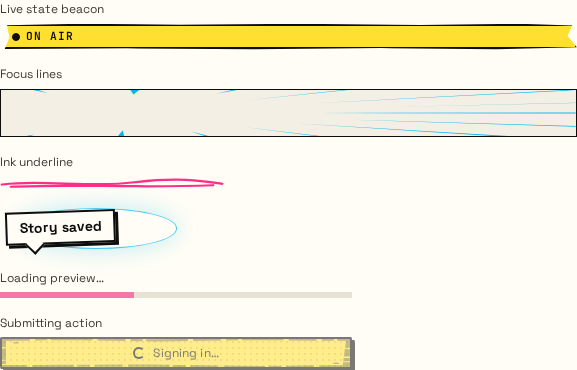 Live state beacon
ON AIR
Focus lines
Ink underline
Story saved
Loading preview…
Submitting action
Signing in…